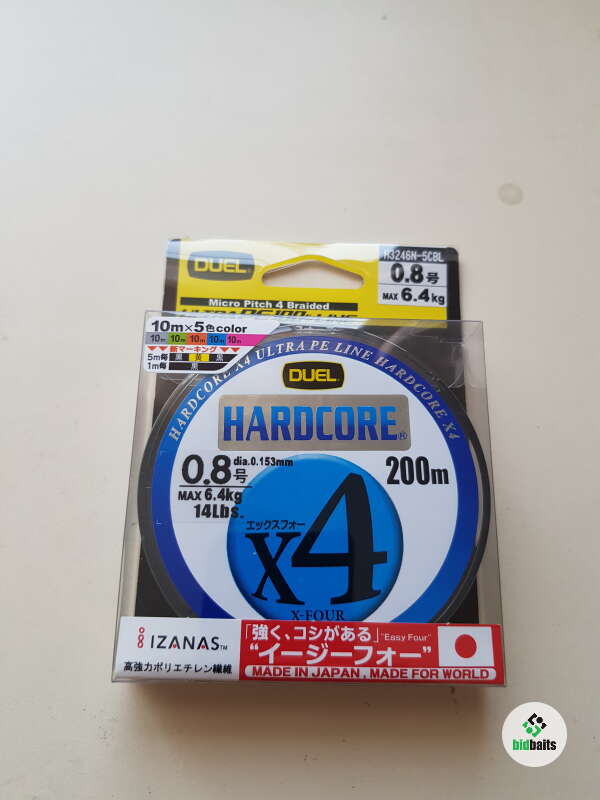 DUEL
H3246N-5CBL
0.8号
MAX 6.4kg
Micro Pitch 4 Braided
10m×5色color
10m 10m 10m 10m 10m
新マーキング
5m毎 黒 黄 黒
1m毎 黒
HARDCORE X4 ULTRA PE LINE HARDCORE X4
DUEL
HARDCORE®
0.8号
dia.0.153mm
MAX 6.4kg
14Lbs.
200m
エックスフォー
x4
X-FOUR
IZANAS™
高強力ポリエチレン繊維
「強く、コシがある」"Easy Four"
“イージーフォー”
MADE IN JAPAN, MADE FOR WORLD
bidbaits